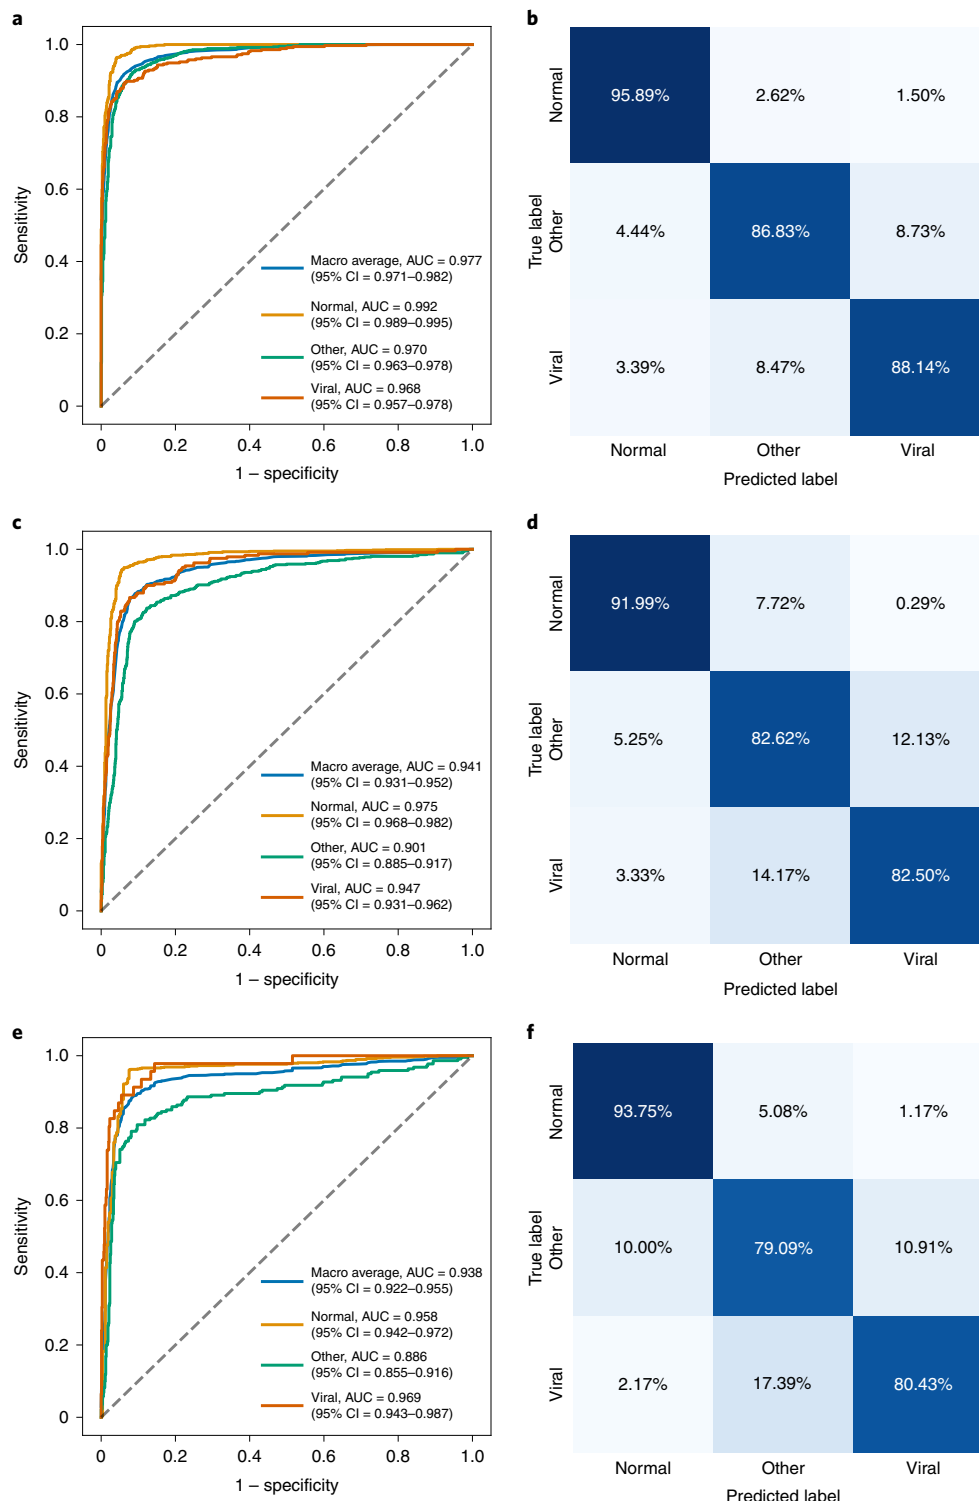 a
1.0
0.8
0.6
0.4
0.2
0
Sensitivity
Macro average, AUC = 0.977
(95% CI = 0.971–0.982)
Normal, AUC = 0.992
(95% CI = 0.989–0.995)
Other, AUC = 0.970
(95% CI = 0.963–0.978)
Viral, AUC = 0.968
(95% CI = 0.957–0.978)
0 0.2 0.4 0.6 0.8 1.0
1 – specificity
b
True label
Normal
95.89% 2.62% 1.50%
Other
4.44% 86.83% 8.73%
Viral
3.39% 8.47% 88.14%
Normal Other Viral
Predicted label
c
1.0
0.8
0.6
0.4
0.2
0
Sensitivity
Macro average, AUC = 0.941
(95% CI = 0.931–0.952)
Normal, AUC = 0.975
(95% CI = 0.968–0.982)
Other, AUC = 0.901
(95% CI = 0.885–0.917)
Viral, AUC = 0.947
(95% CI = 0.931–0.962)
0 0.2 0.4 0.6 0.8 1.0
1 – specificity
d
True label
Normal
91.99% 7.72% 0.29%
Other
5.25% 82.62% 12.13%
Viral
3.33% 14.17% 82.50%
Normal Other Viral
Predicted label
e
1.0
0.8
0.6
0.4
0.2
0
Sensitivity
Macro average, AUC = 0.938
(95% CI = 0.922–0.955)
Normal, AUC = 0.958
(95% CI = 0.942–0.972)
Other, AUC = 0.886
(95% CI = 0.855–0.916)
Viral, AUC = 0.969
(95% CI = 0.943–0.987)
0 0.2 0.4 0.6 0.8 1.0
1 – specificity
f
True label
Normal
93.75% 5.08% 1.17%
Other
10.00% 79.09% 10.91%
Viral
2.17% 17.39% 80.43%
Normal Other Viral
Predicted label